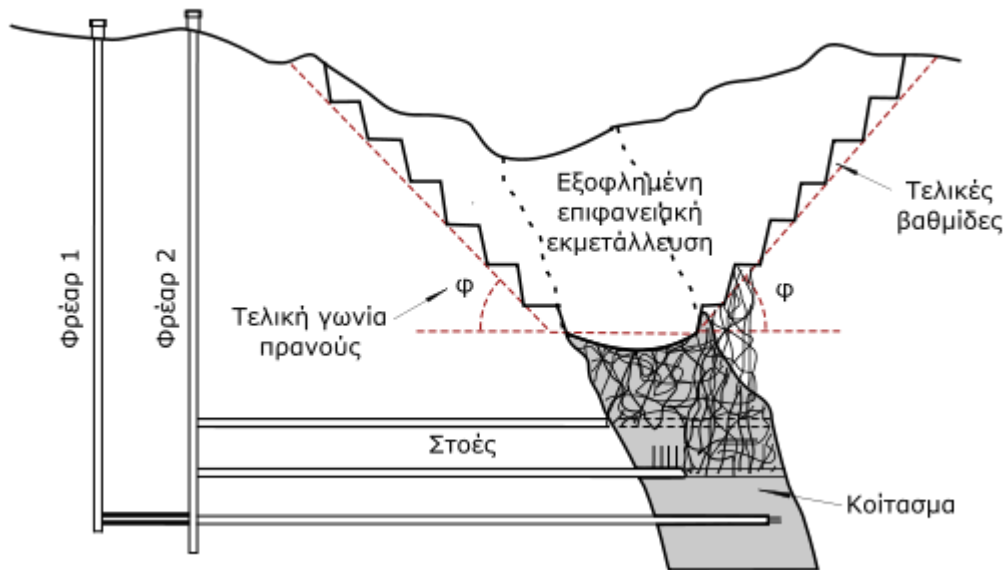 Φρέαρ 1
Φρέαρ 2
Εξοφλημένη
επιφανειακή
εκμετάλλευση
Τελικές
βαθμίδες
φ
φ
Τελική γωνία
πρανούς
Στοές
Κοίτασμα